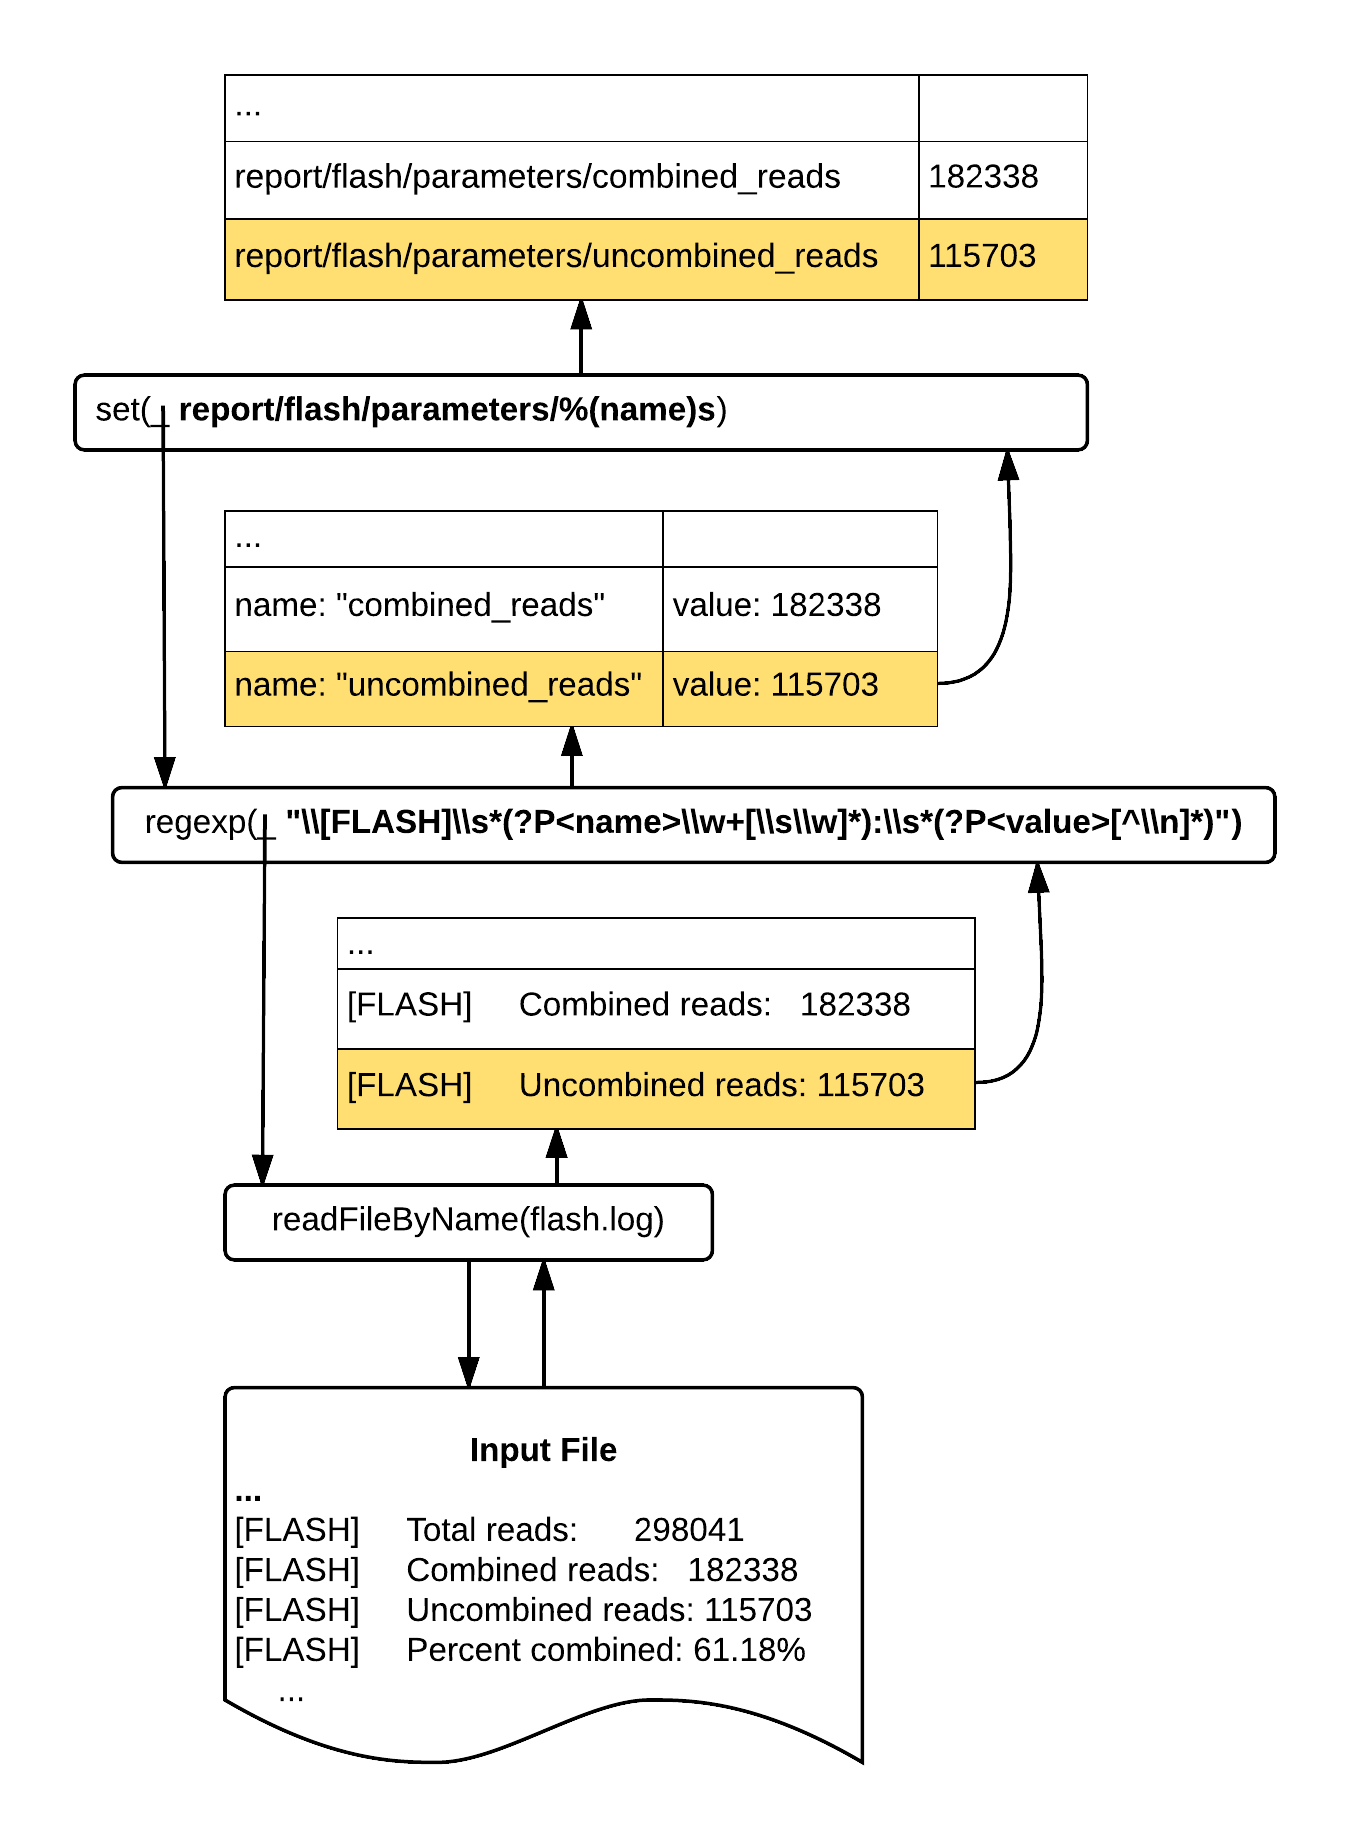 ...
report/flash/parameters/combined_reads 182338
report/flash/parameters/uncombined_reads 115703
set(_ report/flash/parameters/%(name)s)
...
name: "combined_reads" value: 182338
name: "uncombined_reads" value: 115703
regexp(_ "\\[FLASH]\\s*(?P<name>\\w+[\\s\\w]*):\\s*(?P<value>[^\\n]*)")
...
[FLASH] Combined reads: 182338
[FLASH] Uncombined reads: 115703
readFileByName(flash.log)
Input File
...
[FLASH] Total reads: 298041
[FLASH] Combined reads: 182338
[FLASH] Uncombined reads: 115703
[FLASH] Percent combined: 61.18%
...